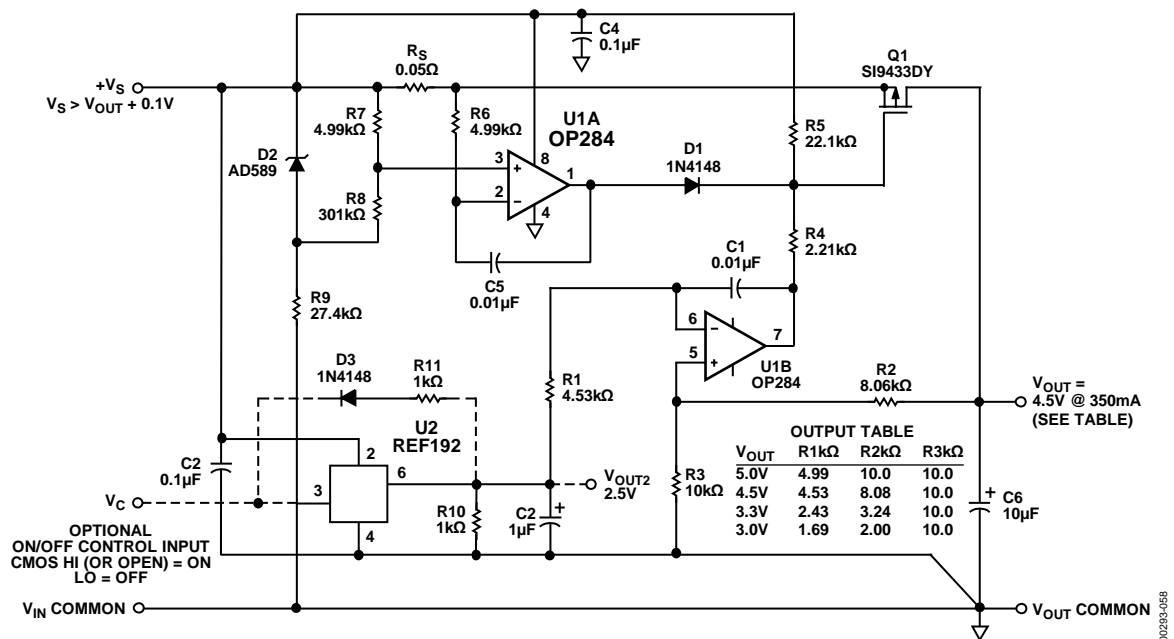 C4
0.1µF
RS
0.05Ω
Q1
SI9433DY
+VS
VS > VOUT + 0.1V
R7
4.99kΩ
R6
4.99kΩ
U1A
OP284
R5
22.1kΩ
D2
AD589
3
+
8
1
2
–
4
D1
1N4148
R8
301kΩ
R4
2.21kΩ
C5
0.01µF
C1
0.01µF
R9
27.4kΩ
6
–
7
5
+
U1B
OP284
D3
1N4148
R11
1kΩ
R1
4.53kΩ
R2
8.06kΩ
VOUT =
4.5V @ 350mA
(SEE TABLE)
U2
REF192
C2
0.1µF
2
6
3
4
VOUT2
2.5V
R3
10kΩ
OUTPUT TABLE
VOUT R1kΩ R2kΩ R3kΩ
5.0V 4.99 10.0 10.0
4.5V 4.53 8.08 10.0
3.3V 2.43 3.24 10.0
3.0V 1.69 2.00 10.0
+
C6
10µF
VC
R10
1kΩ
C2
1µF
+
OPTIONAL
ON/OFF CONTROL INPUT
CMOS HI (OR OPEN) = ON
LO = OFF
VIN COMMON
VOUT COMMON
00293-058